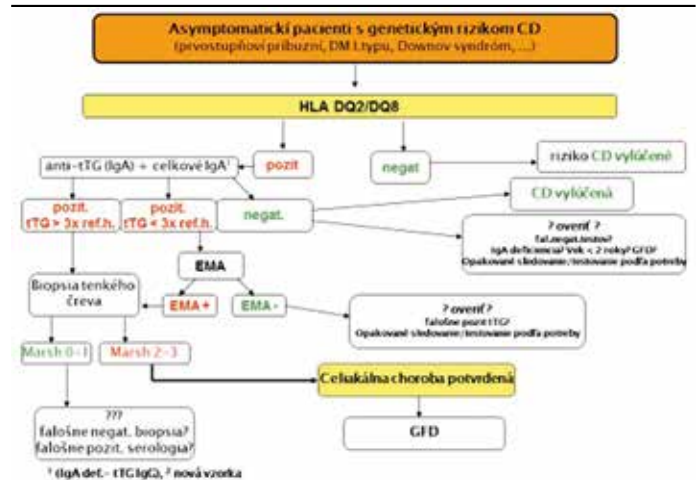 Asymptomatickí pacienti s genetickým rizikom CD
(prvostupňoví príbuzní, DM I.typu, Downov syndróm, ...)
HLA DQ2/DQ8
anti-tTG (IgA) + celkové IgA¹
pozit
negat
riziko CD vylúčené
pozit.
tTG > 3x ref.h.
pozit.
tTG < 3x ref.h.
negat.
CD vylúčená
? overiť ?
fal.negat.testov?
IgA deficiencia? Vek < 2 roky? GFD?
Opakované sledovanie/testovanie podľa potreby
EMA
Biopsia tenkého
čreva
EMA +
EMA -
? overiť ?
falošne pozit tTG?
Opakované sledovanie/testovanie podľa potreby
Marsh 0-1
Marsh 2-3
Celiakálna choroba potvrdená
???
falošne negat. biopsia?
falošne pozit. serologia?
GFD
¹ (IgA def.- tTG IgG), ² nová vzorka